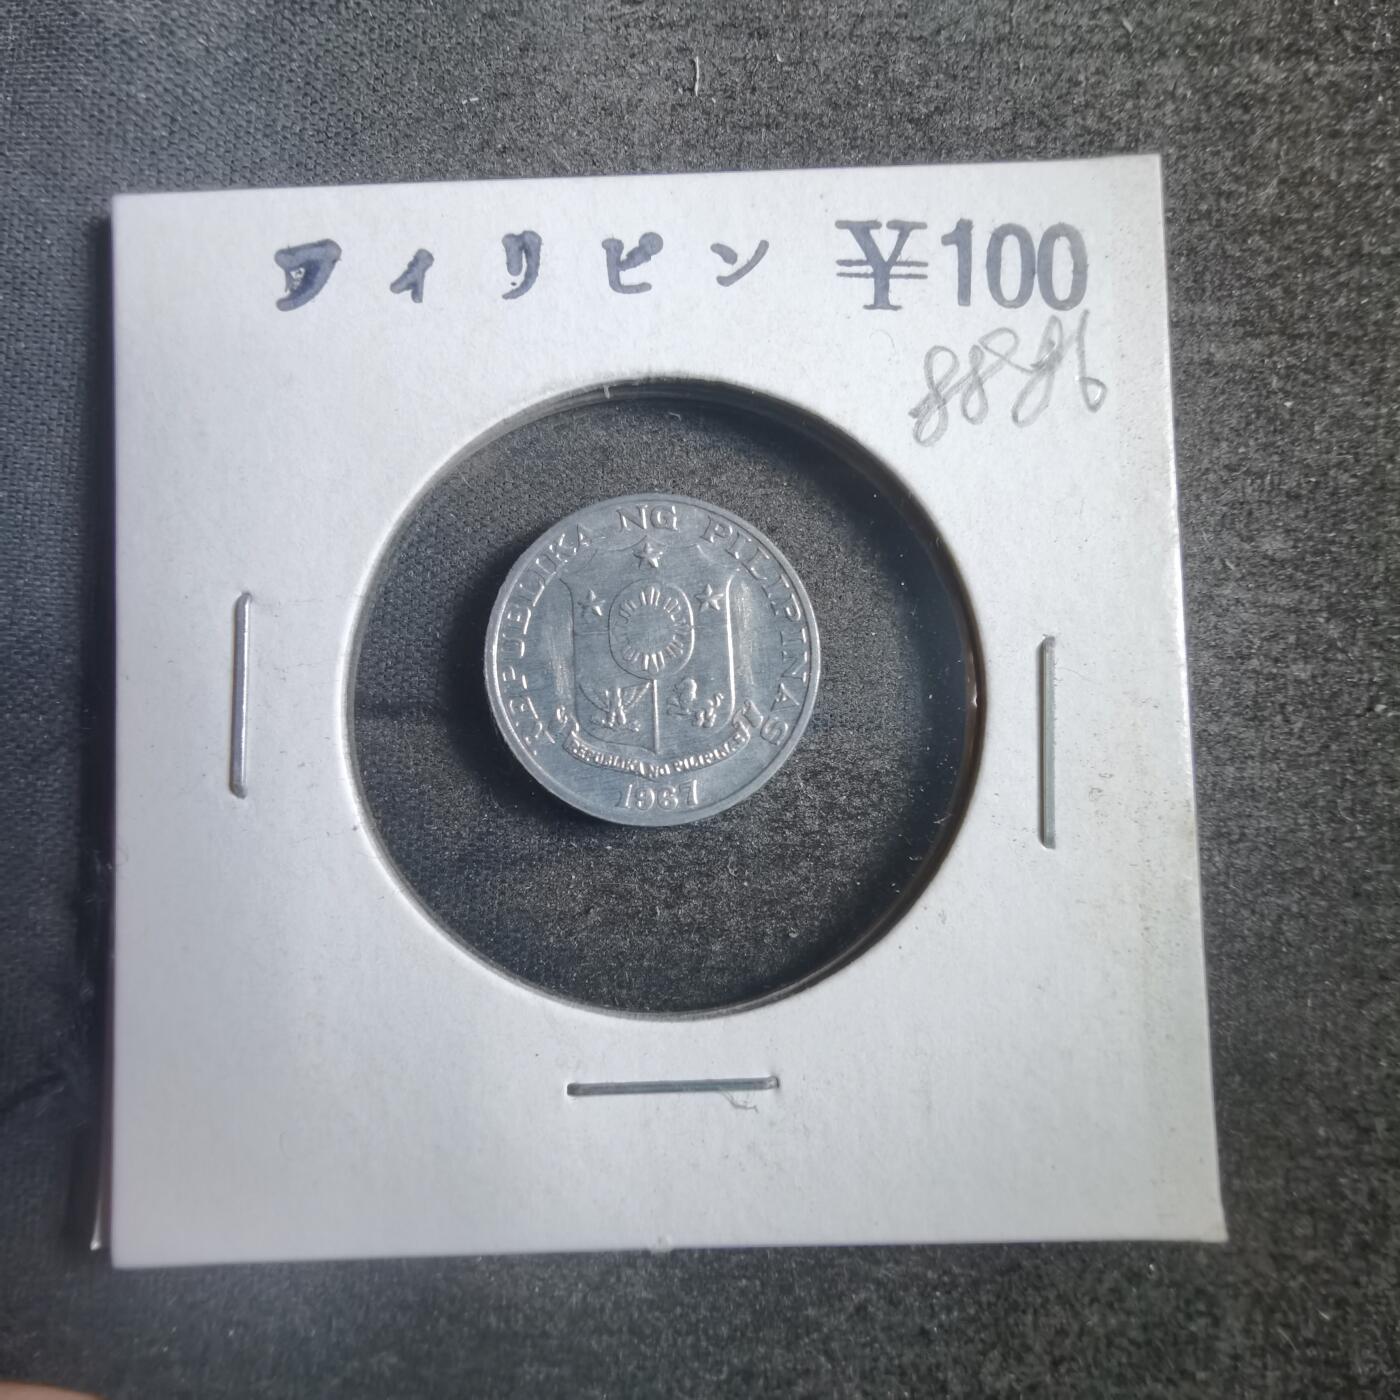 フィリピン ¥100
REPUBLIKA NG PILIPINAS
REPUBLIKA NG PILIPINAS
1967